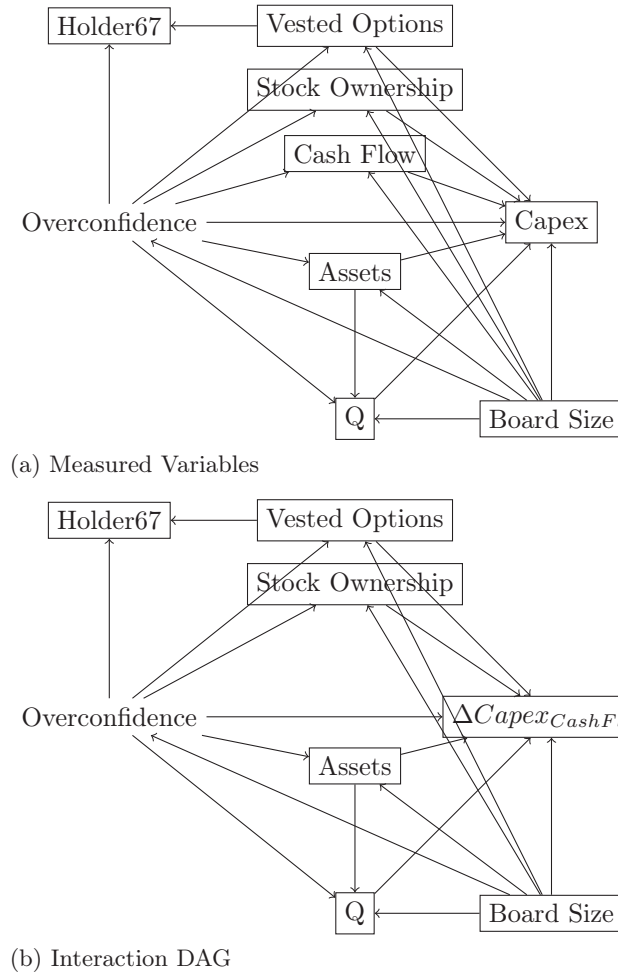 Holder67 Vested Options
Stock Ownership
Cash Flow
Overconfidence Capex
Assets
Q Board Size
(a) Measured Variables
Holder67 Vested Options
Stock Ownership
Overconfidence ΔCapex_CashF
Assets
Q Board Size
(b) Interaction DAG